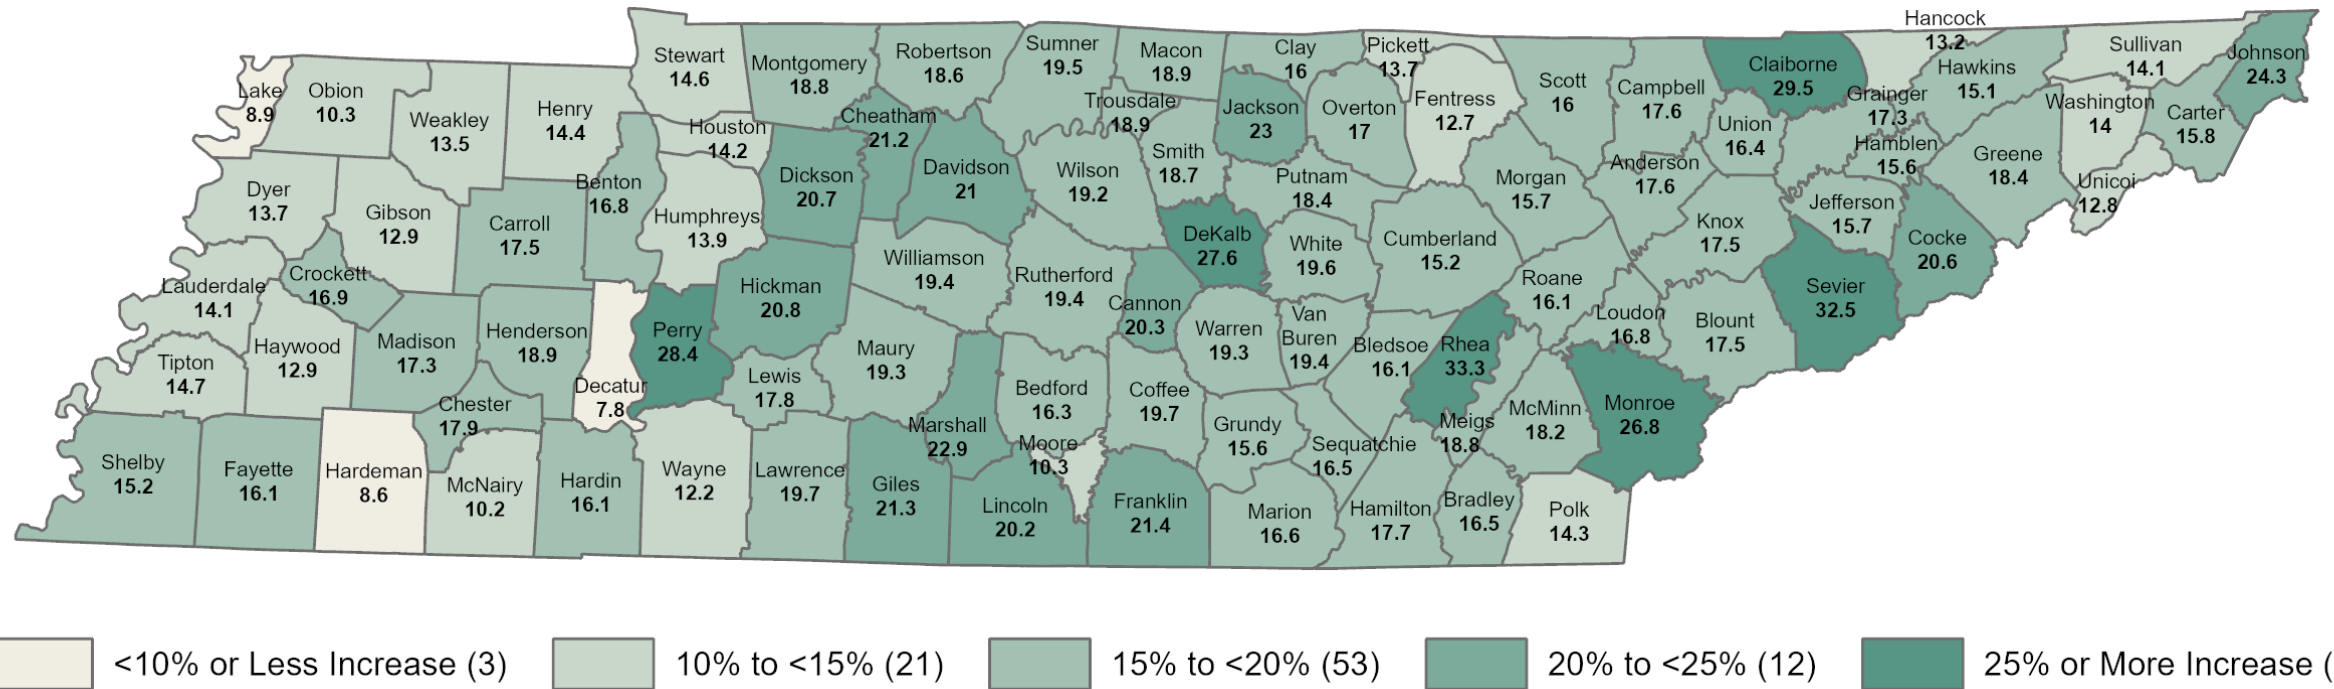 Hancock
13.2
Stewart
14.6
Montgomery
18.8
Robertson
18.6
Sumner
19.5
Macon
18.9
Clay
16
Pickett
13.7
Scott
16
Campbell
17.6
Claiborne
29.5
Hawkins
15.1
Sullivan
14.1
Johnson
24.3
Lake
8.9
Obion
10.3
Weakley
13.5
Henry
14.4
Houston
14.2
Cheatham
21.2
Trousdale
18.9
Jackson
23
Overton
17
Fentress
12.7
Union
16.4
Grainger
17.3
Hamblen
15.6
Washington
14
Carter
15.8
Dyer
13.7
Gibson
12.9
Carroll
17.5
Benton
16.8
Humphreys
13.9
Dickson
20.7
Davidson
21
Wilson
19.2
Smith
18.7
Putnam
18.4
Morgan
15.7
Anderson
17.6
Knox
17.5
Jefferson
15.7
Greene
18.4
Unicoi
12.8
Cocke
20.6
Lauderdale
14.1
Crockett
16.9
Hickman
20.8
Williamson
19.4
Rutherford
19.4
Cannon
20.3
DeKalb
27.6
White
19.6
Cumberland
15.2
Roane
16.1
Loudon
16.8
Blount
17.5
Sevier
32.5
Tipton
14.7
Haywood
12.9
Madison
17.3
Henderson
18.9
Decatur
7.8
Perry
28.4
Lewis
17.8
Maury
19.3
Bedford
16.3
Coffee
19.7
Warren
19.3
Van
Buren
19.4
Bledsoe
16.1
Rhea
33.3
Meigs
18.8
McMinn
18.2
Monroe
26.8
Shelby
15.2
Fayette
16.1
Hardeman
8.6
Chester
17.9
McNairy
10.2
Hardin
16.1
Wayne
12.2
Lawrence
19.7
Giles
21.3
Marshall
22.9
Moore
10.3
Lincoln
20.2
Franklin
21.4
Grundy
15.6
Sequatchie
16.5
Marion
16.6
Hamilton
17.7
Bradley
16.5
Polk
14.3
<10% or Less Increase (3)
10% to <15% (21)
15% to <20% (53)
20% to <25% (12)
25% or More Increase (